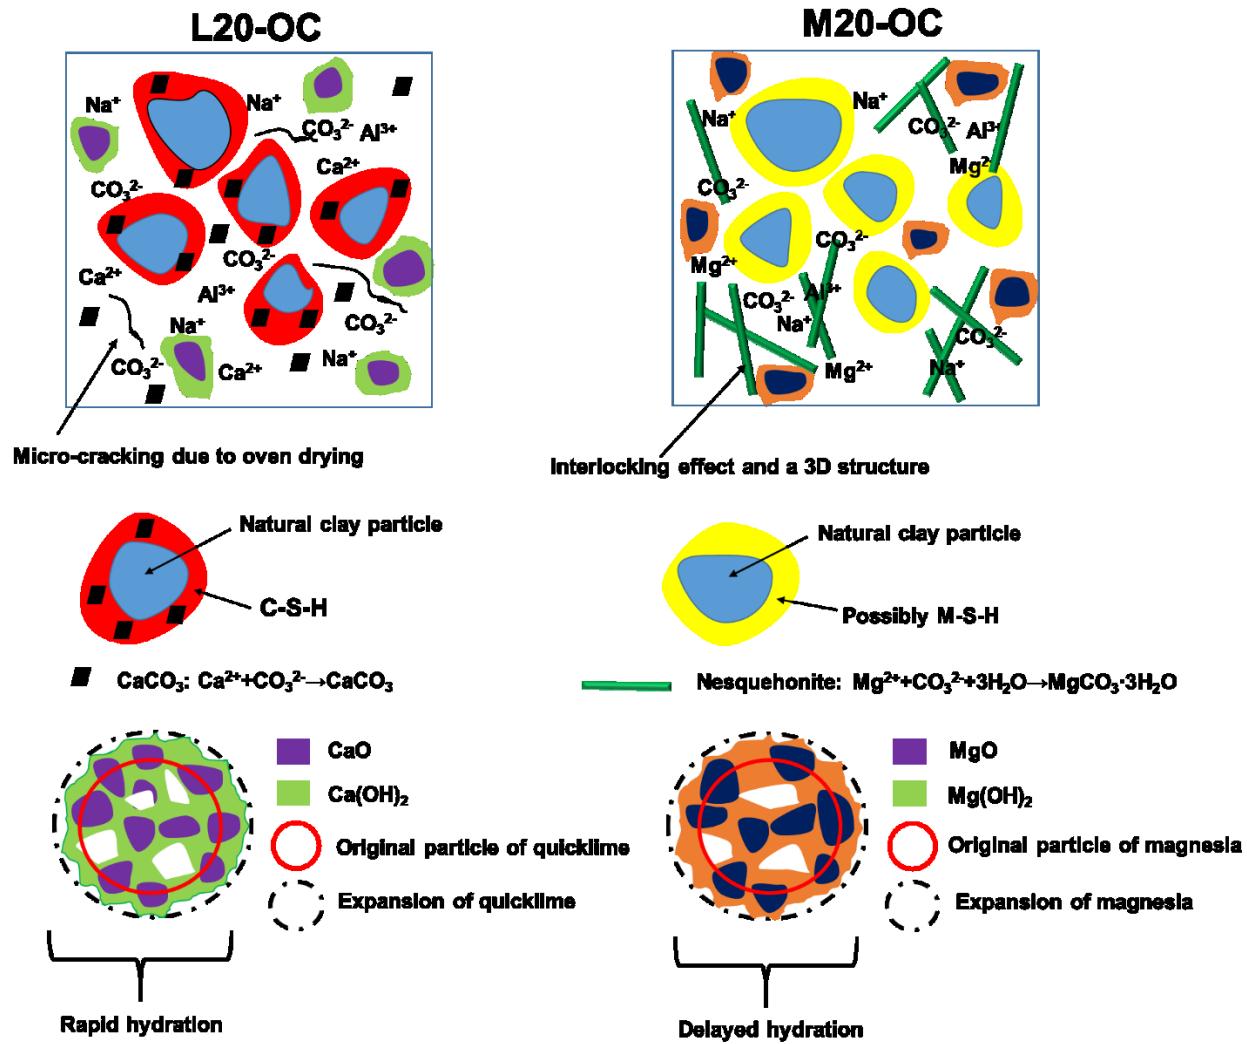 L20-OC
Na⁺
Na⁺
CO₃²⁻
Al³⁺
Ca²⁺
CO₃²⁻
CO₃²⁻
Ca²⁺
Al³⁺
CO₃²⁻
Na⁺
CO₃²⁻
Ca²⁺
Na⁺
Micro-cracking due to oven drying
M20-OC
Na⁺
Na⁺
CO₃²⁻
Al³⁺
Mg²⁺
CO₃²⁻
CO₃²⁻
Mg²⁺
CO₃²⁻
Al³⁺
Na⁺
CO₃²⁻
Mg²⁺
Na⁺
Interlocking effect and a 3D structure
Natural clay particle
C-S-H
CaCO₃: Ca²⁺+CO₃²⁻→CaCO₃
Natural clay particle
Possibly M-S-H
Nesquehonite: Mg²⁺+CO₃²⁻+3H₂O→MgCO₃·3H₂O
CaO
Ca(OH)₂
Original particle of quicklime
Expansion of quicklime
Rapid hydration
MgO
Mg(OH)₂
Original particle of magnesia
Expansion of magnesia
Delayed hydration